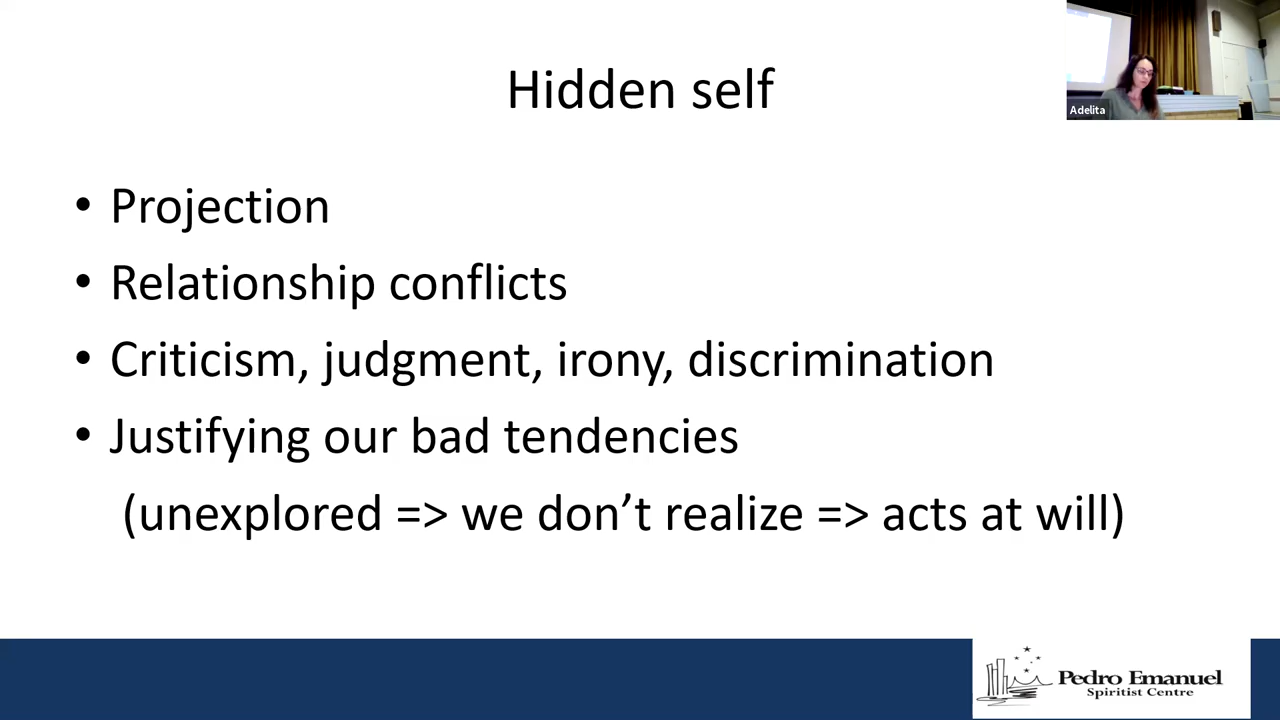 Hidden self
Adelita
• Projection
• Relationship conflicts
• Criticism, judgment, irony, discrimination
• Justifying our bad tendencies
(unexplored => we don’t realize => acts at will)
Pedro Emanuel
Spiritist Centre